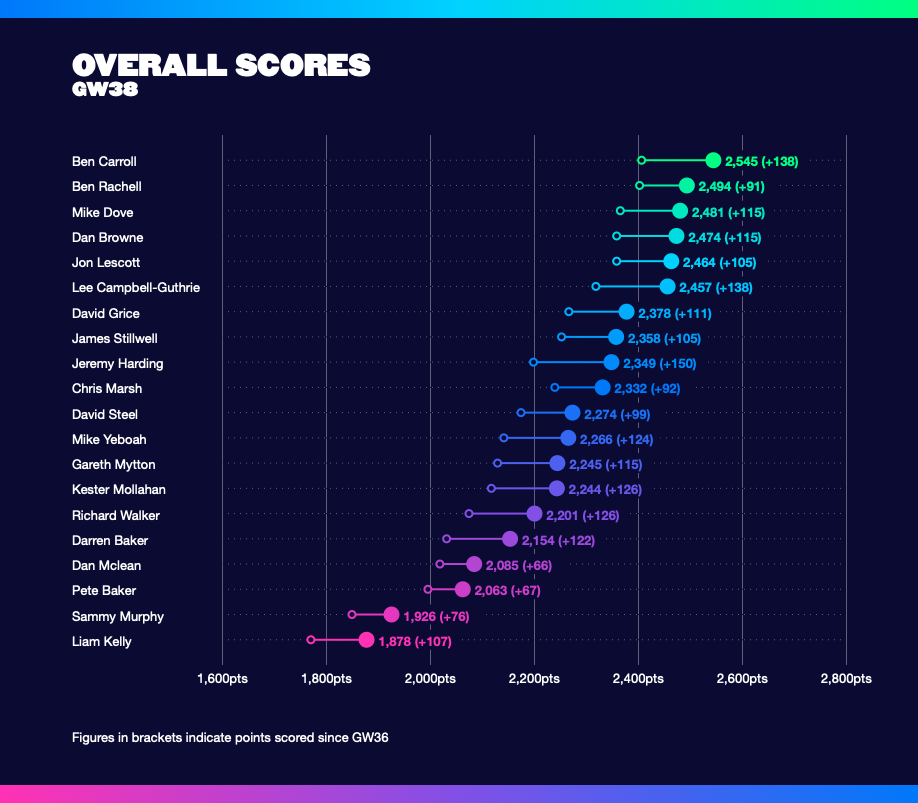 OVERALL SCORES
GW38
Ben Carroll 2,545 (+138)
Ben Rachell 2,494 (+91)
Mike Dove 2,481 (+115)
Dan Browne 2,474 (+115)
Jon Lescott 2,464 (+105)
Lee Campbell-Guthrie 2,457 (+138)
David Grice 2,378 (+111)
James Stillwell 2,358 (+105)
Jeremy Harding 2,349 (+150)
Chris Marsh 2,332 (+92)
David Steel 2,274 (+99)
Mike Yeboah 2,266 (+124)
Gareth Mytton 2,245 (+115)
Kester Mollahan 2,244 (+126)
Richard Walker 2,201 (+126)
Darren Baker 2,154 (+122)
Dan Mclean 2,085 (+66)
Pete Baker 2,063 (+67)
Sammy Murphy 1,926 (+76)
Liam Kelly 1,878 (+107)
1,600pts 1,800pts 2,000pts 2,200pts 2,400pts 2,600pts 2,800pts
Figures in brackets indicate points scored since GW36